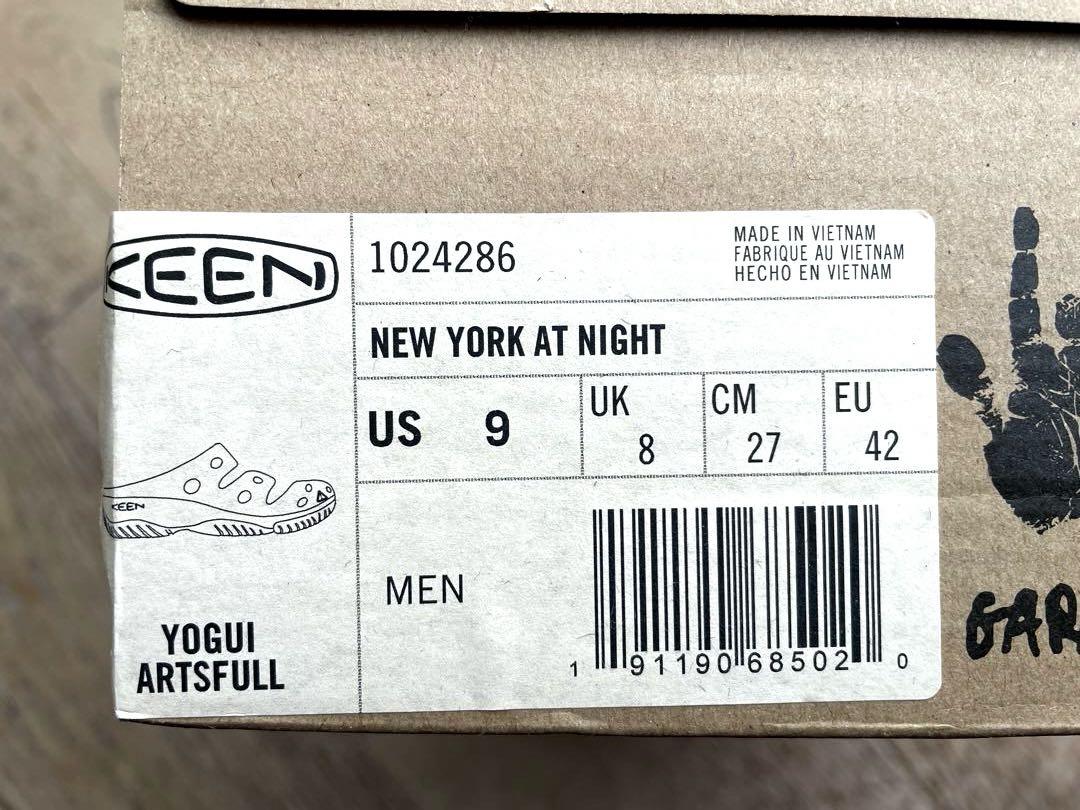 KEEN
1024286
MADE IN VIETNAM
FABRIQUE AU VIETNAM
HECHO EN VIETNAM
NEW YORK AT NIGHT
US 9
UK 8
CM 27
EU 42
KEEN
MEN
YOGUI
ARTSFULL
1 91190 68502 0
GAR